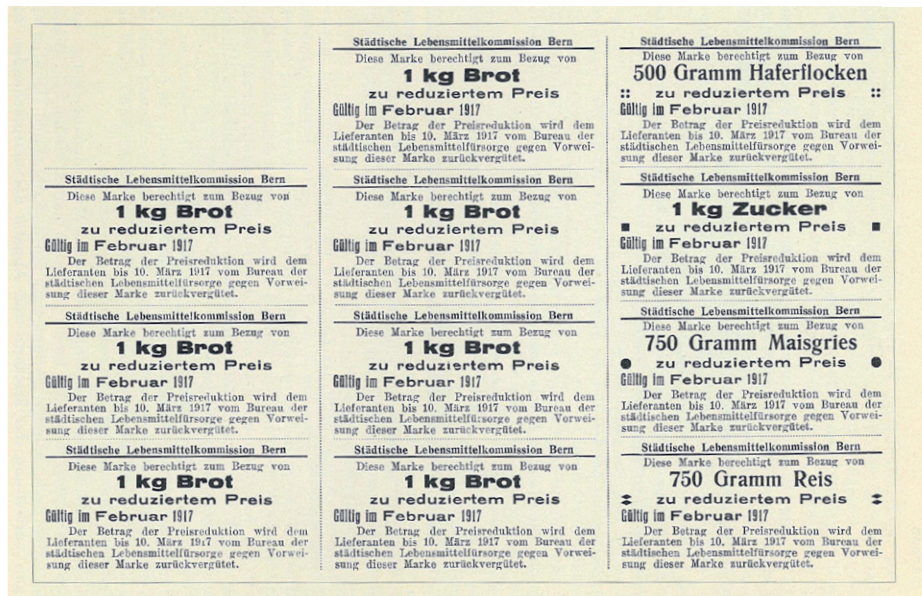 Städtische Lebensmittelkommission Bern
Diese Marke berechtigt zum Bezug von
1 kg Brot
zu reduziertem Preis
Gültig im Februar 1917
Der Betrag der Preisreduktion wird dem
Lieferanten bis 10. März 1917 vom Bureau der
städtischen Lebensmittelfürsorge gegen Vorwei-
sung dieser Marke zurückvergütet.
Städtische Lebensmittelkommission Bern
Diese Marke berechtigt zum Bezug von
1 kg Brot
zu reduziertem Preis
Gültig im Februar 1917
Der Betrag der Preisreduktion wird dem
Lieferanten bis 10. März 1917 vom Bureau der
städtischen Lebensmittelfürsorge gegen Vorwei-
sung dieser Marke zurückvergütet.
Städtische Lebensmittelkommission Bern
Diese Marke berechtigt zum Bezug von
1 kg Brot
zu reduziertem Preis
Gültig im Februar 1917
Der Betrag der Preisreduktion wird dem
Lieferanten bis 10. März 1917 vom Bureau der
städtischen Lebensmittelfürsorge gegen Vorwei-
sung dieser Marke zurückvergütet.
Städtische Lebensmittelkommission Bern
Diese Marke berechtigt zum Bezug von
1 kg Brot
zu reduziertem Preis
Gültig im Februar 1917
Der Betrag der Preisreduktion wird dem
Lieferanten bis 10. März 1917 vom Bureau der
städtischen Lebensmittelfürsorge gegen Vorwei-
sung dieser Marke zurückvergütet.
Städtische Lebensmittelkommission Bern
Diese Marke berechtigt zum Bezug von
1 kg Brot
zu reduziertem Preis
Gültig im Februar 1917
Der Betrag der Preisreduktion wird dem
Lieferanten bis 10. März 1917 vom Bureau der
städtischen Lebensmittelfürsorge gegen Vorwei-
sung dieser Marke zurückvergütet.
Städtische Lebensmittelkommission Bern
Diese Marke berechtigt zum Bezug von
1 kg Brot
zu reduziertem Preis
Gültig im Februar 1917
Der Betrag der Preisreduktion wird dem
Lieferanten bis 10. März 1917 vom Bureau der
städtischen Lebensmittelfürsorge gegen Vorwei-
sung dieser Marke zurückvergütet.
Städtische Lebensmittelkommission Bern
Diese Marke berechtigt zum Bezug von
1 kg Brot
zu reduziertem Preis
Gültig im Februar 1917
Der Betrag der Preisreduktion wird dem
Lieferanten bis 10. März 1917 vom Bureau der
städtischen Lebensmittelfürsorge gegen Vorwei-
sung dieser Marke zurückvergütet.
Städtische Lebensmittelkommission Bern
Diese Marke berechtigt zum Bezug von
500 Gramm Haferflocken
zu reduziertem Preis
Gültig im Februar 1917
Der Betrag der Preisreduktion wird dem
Lieferanten bis 10. März 1917 vom Bureau der
städtischen Lebensmittelfürsorge gegen Vorwei-
sung dieser Marke zurückvergütet.
Städtische Lebensmittelkommission Bern
Diese Marke berechtigt zum Bezug von
1 kg Zucker
zu reduziertem Preis
Gültig im Februar 1917
Der Betrag der Preisreduktion wird dem
Lieferanten bis 10. März 1917 vom Bureau der
städtischen Lebensmittelfürsorge gegen Vorwei-
sung dieser Marke zurückvergütet.
Städtische Lebensmittelkommission Bern
Diese Marke berechtigt zum Bezug von
750 Gramm Maisgries
zu reduziertem Preis
Gültig im Februar 1917
Der Betrag der Preisreduktion wird dem
Lieferanten bis 10. März 1917 vom Bureau der
städtischen Lebensmittelfürsorge gegen Vorwei-
sung dieser Marke zurückvergütet.
Städtische Lebensmittelkommission Bern
Diese Marke berechtigt zum Bezug von
750 Gramm Reis
zu reduziertem Preis
Gültig im Februar 1917
Der Betrag der Preisreduktion wird dem
Lieferanten bis 10. März 1917 vom Bureau der
städtischen Lebensmittelfürsorge gegen Vorwei-
sung dieser Marke zurückvergütet.